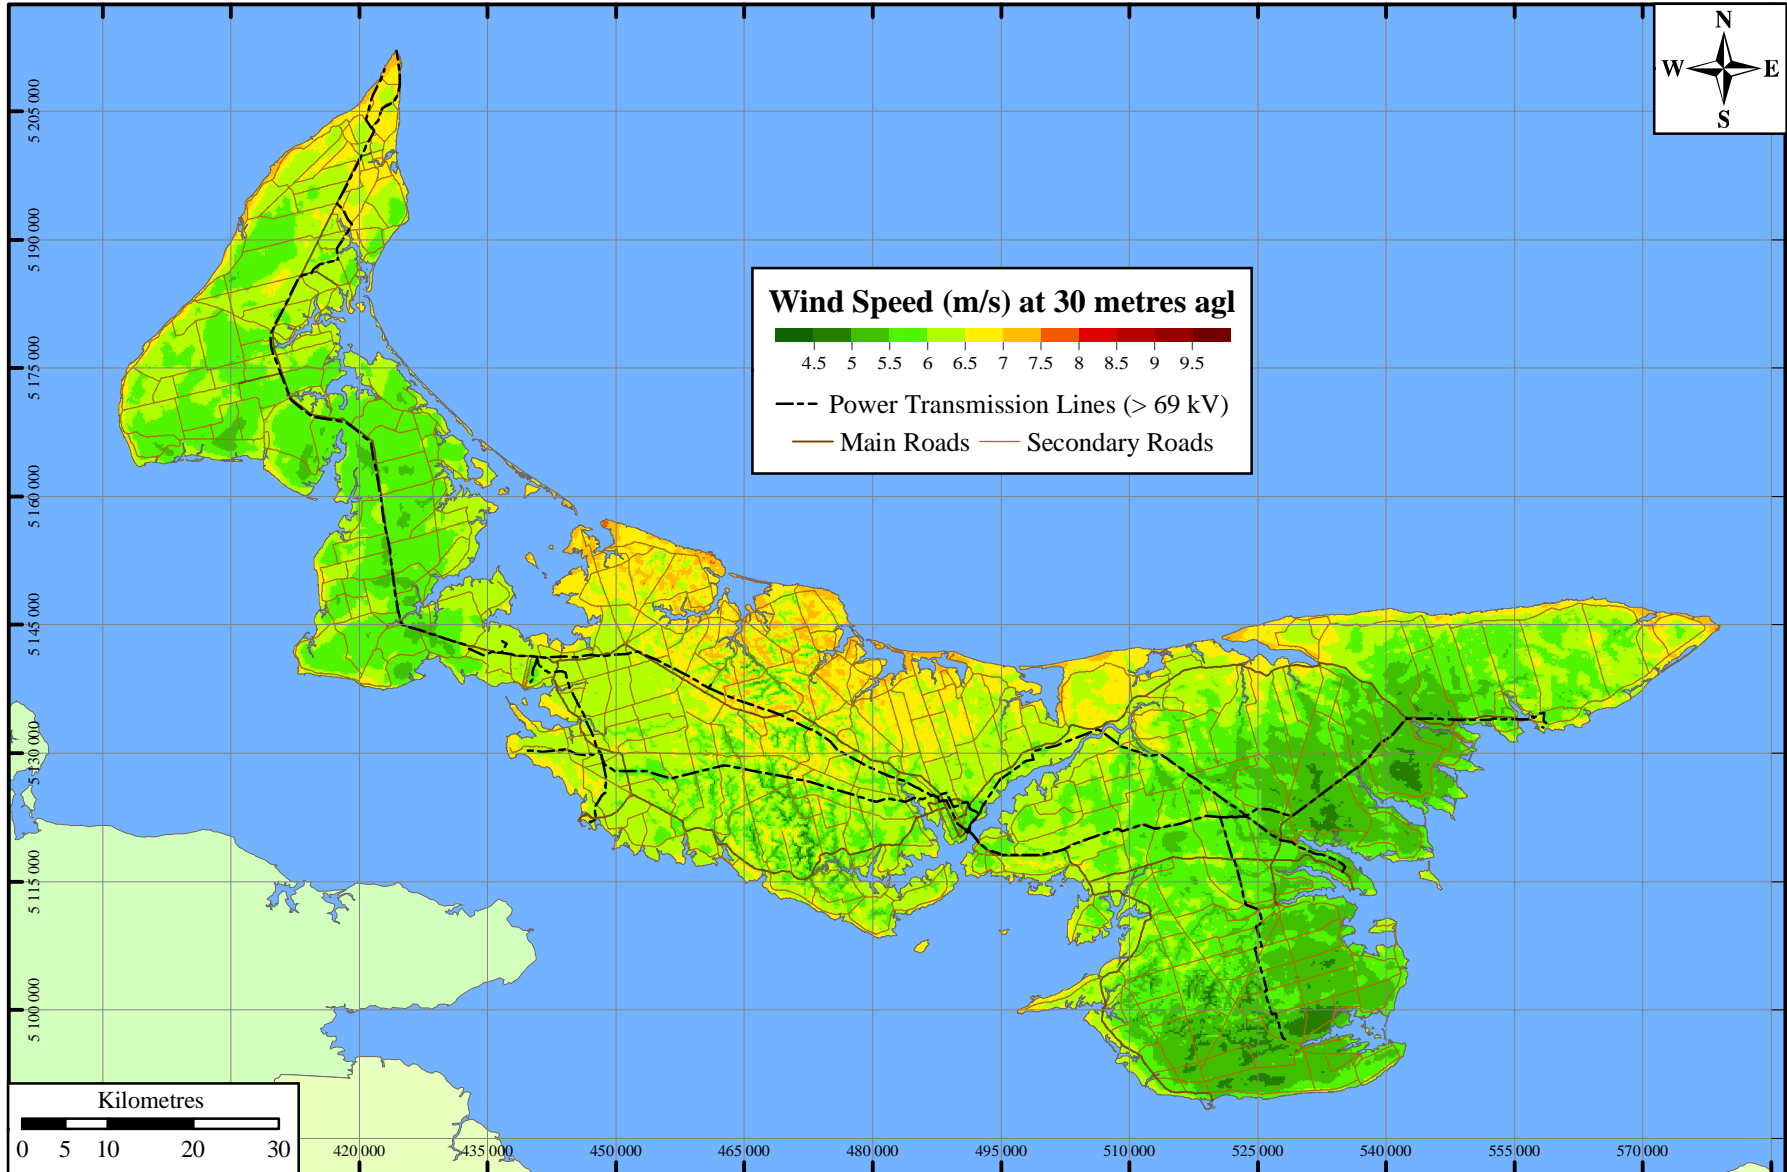 N
W E
S
5 205 000
5 190 000
5 175 000
5 160 000
5 145 000
5 130 000
5 115 000
5 100 000
Wind Speed (m/s) at 30 metres agl
4.5 5 5.5 6 6.5 7 7.5 8 8.5 9 9.5
Power Transmission Lines (> 69 kV)
Main Roads Secondary Roads
Kilometres
0 5 10 20 30
420 000 435 000 450 000 465 000 480 000 495 000 510 000 525 000 540 000 555 000 570 000